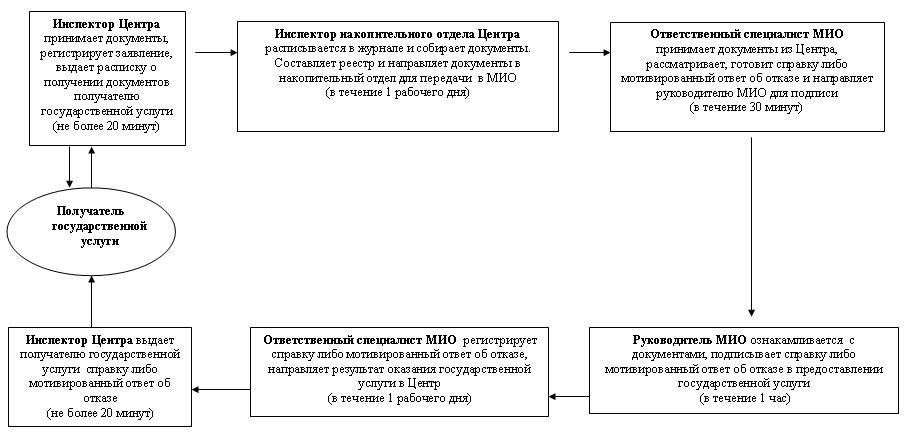 Инспектор Центра
принимает документы,
регистрирует заявление,
выдает расписку о
получении документов
получателю
государственной услуги
(не более 20 минут)
Инспектор накопительного отдела Центра
расписывается в журнале и собирает документы.
Составляет реестр и направляет документы в
накопительный отдел для передачи в МИО
(в течение 1 рабочего дня)
Ответственный специалист МИО
принимает документы из Центра,
рассматривает, готовит справку либо
мотивированный ответ об отказе и направляет
руководителю МИО для подписи
(в течение 30 минут)
Получатель
государственной
услуги
Руководитель МИО ознакамливается с
документами, подписывает справку либо
мотивированный ответ об отказе в предоставлении
государственной услуги
(в течение 1 час)
Ответственный специалист МИО регистрирует
справку либо мотивированный ответ об отказе,
направляет результат оказания государственной
услуги в Центр
(в течение 1 рабочего дня)
Инспектор Центра выдает
получателю государственной
услуги справку либо
мотивированный ответ об
отказе
(не более 20 минут)